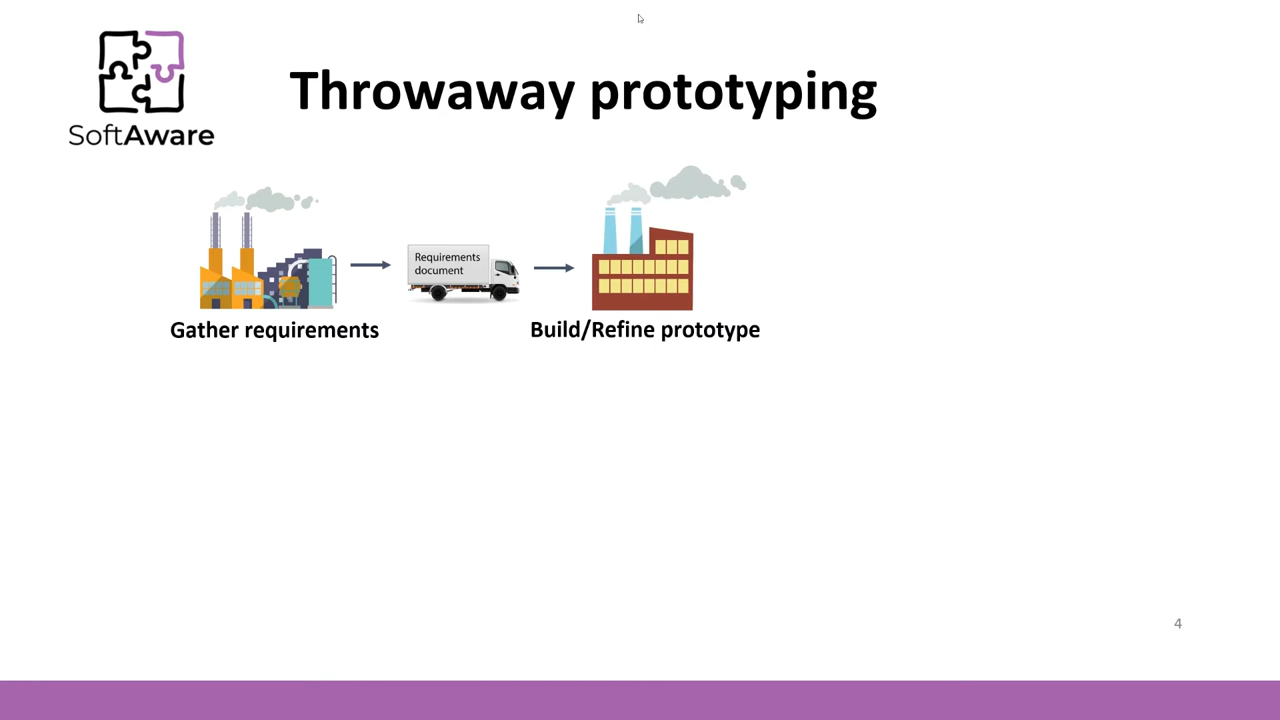 Throwaway prototyping
SoftAware
Requirements
document
Gather requirements
Build/Refine prototype
4